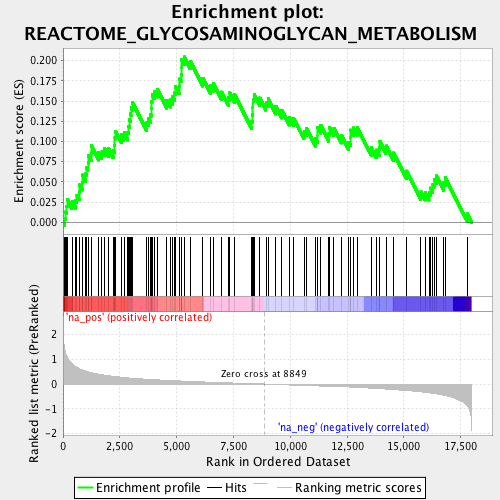 Enrichment plot:
REACTOME_GLYCOSAMINOGLYCAN_METABOLISM
Enrichment score (ES)
0.200
0.175
0.150
0.125
0.100
0.075
0.050
0.025
0.000
'na_pos' (positively correlated)
Ranked list metric (PreRanked)
2
1
0
-1
-2
Zero cross at 8849
'na_neg' (negatively correlated)
0
2,500
5,000
7,500
10,000
12,500
15,000
17,500
Rank in Ordered Dataset
Enrichment profile
Hits
Ranking metric scores